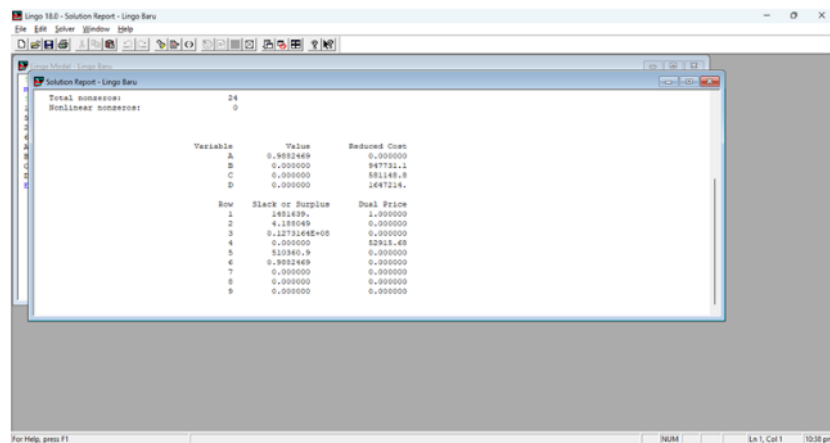 Lingo 18.0 - Solution Report - Lingo Baru
File Edit Solver Window Help
Lingo Model - Lingo Baru
Solution Report - Lingo Baru
Total nonzeros: 24
Nonlinear nonzeros: 0
Variable Value Reduced Cost
A 0.9882469 0.000000
B 0.000000 947731.1
C 0.000000 581148.8
D 0.000000 1647214.
Row Slack or Surplus Dual Price
1 1481639. 1.000000
2 4.188049 0.000000
3 0.1273164E+08 0.000000
4 0.000000 52915.68
5 510360.9 0.000000
6 0.9882469 0.000000
7 0.000000 0.000000
8 0.000000 0.000000
9 0.000000 0.000000
For Help, press F1 NUM Ln 1, Col 1 10:38 pm